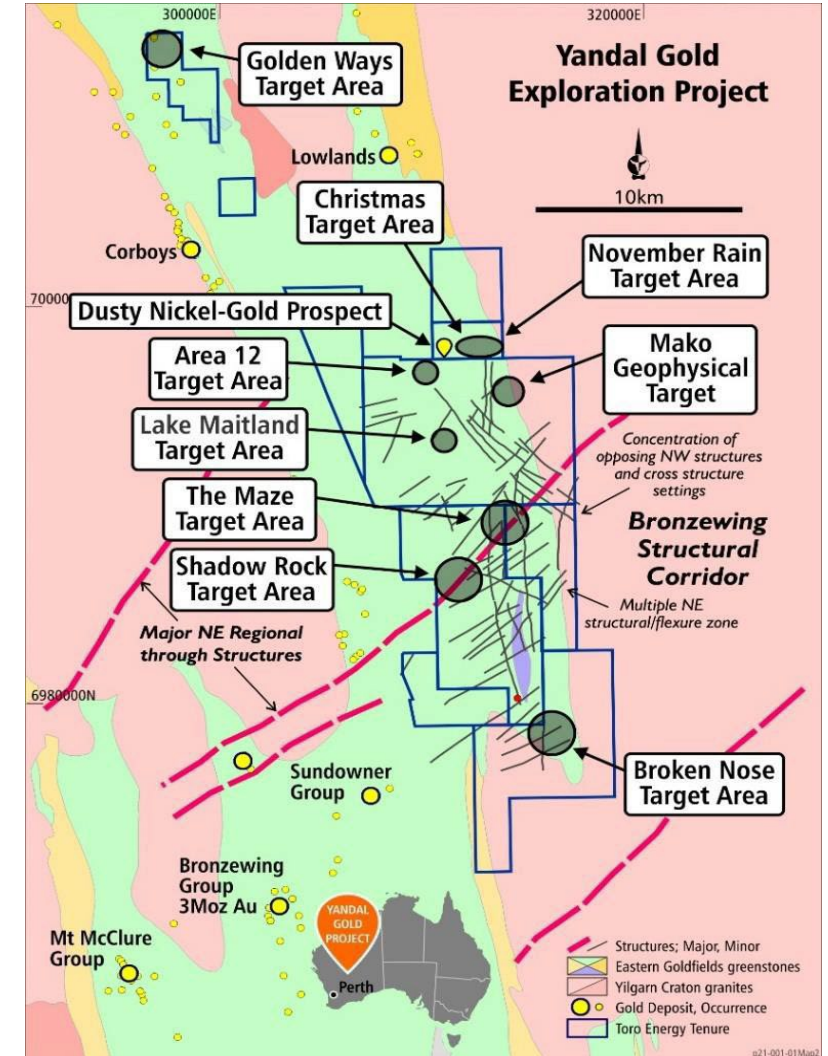 300000E
320000E
Yandal Gold
Exploration Project
10km
Golden Ways
Target Area
Lowlands
Christmas
Target Area
Corboys
November Rain
Target Area
70000
Dusty Nickel-Gold Prospect
Area 12
Target Area
Mako
Geophysical
Target
Lake Maitland
Target Area
Concentration of
opposing NW structures
and cross structure
settings
The Maze
Target Area
Bronzewing
Structural
Corridor
Shadow Rock
Target Area
Multiple NE
structural/flexure zone
Major NE Regional
through Structures
6980000N
Broken Nose
Target Area
Sundowner
Group
Bronzewing
Group
3Moz Au
Mt McClure
Group
YANDAL
GOLD
PROJECT
Perth
Structures; Major, Minor
Eastern Goldfields greenstones
Yilgarn Craton granites
Gold Deposit, Occurrence
Toro Energy Tenure
g21-001-01Map2